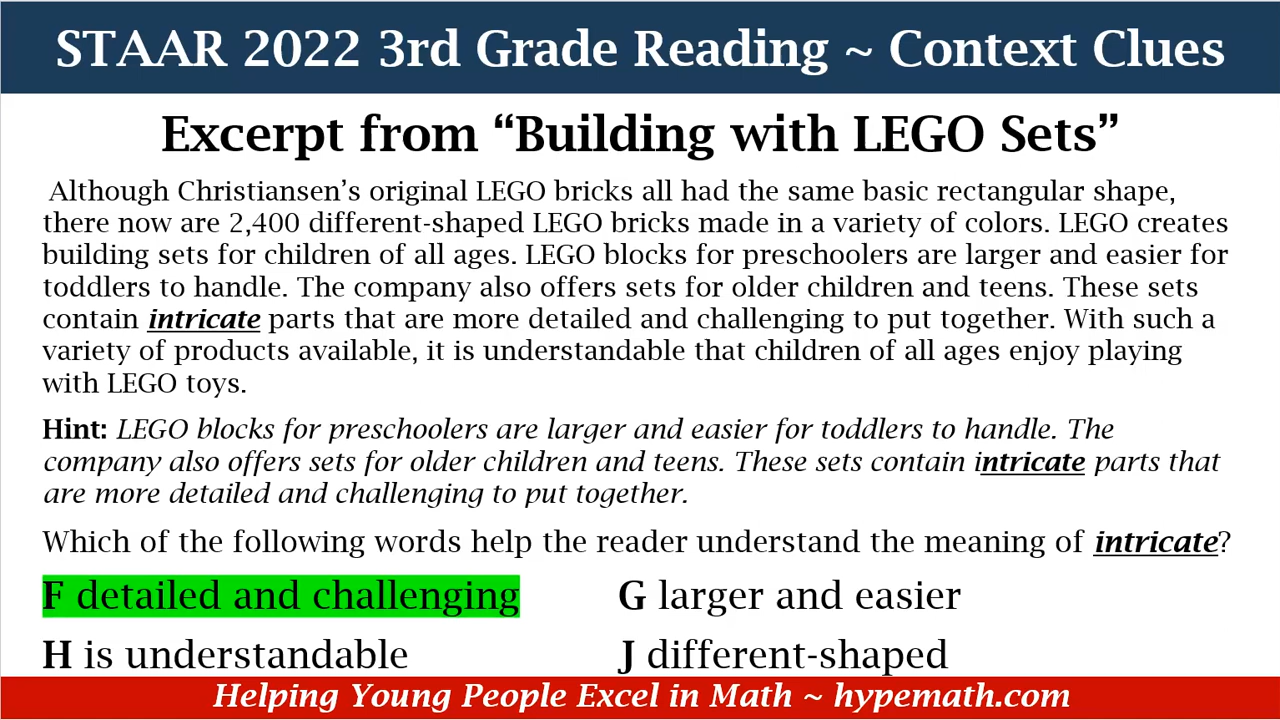 STAAR 2022 3rd Grade Reading ~ Context Clues
Excerpt from “Building with LEGO Sets”
Although Christiansen’s original LEGO bricks all had the same basic rectangular shape,
there now are 2,400 different-shaped LEGO bricks made in a variety of colors. LEGO creates
building sets for children of all ages. LEGO blocks for preschoolers are larger and easier for
toddlers to handle. The company also offers sets for older children and teens. These sets
contain intricate parts that are more detailed and challenging to put together. With such a
variety of products available, it is understandable that children of all ages enjoy playing
with LEGO toys.
Hint: LEGO blocks for preschoolers are larger and easier for toddlers to handle. The
company also offers sets for older children and teens. These sets contain intricate parts that
are more detailed and challenging to put together.
Which of the following words help the reader understand the meaning of intricate?
F detailed and challenging
G larger and easier
H is understandable
J different-shaped
Helping Young People Excel in Math ~ hypemath.com